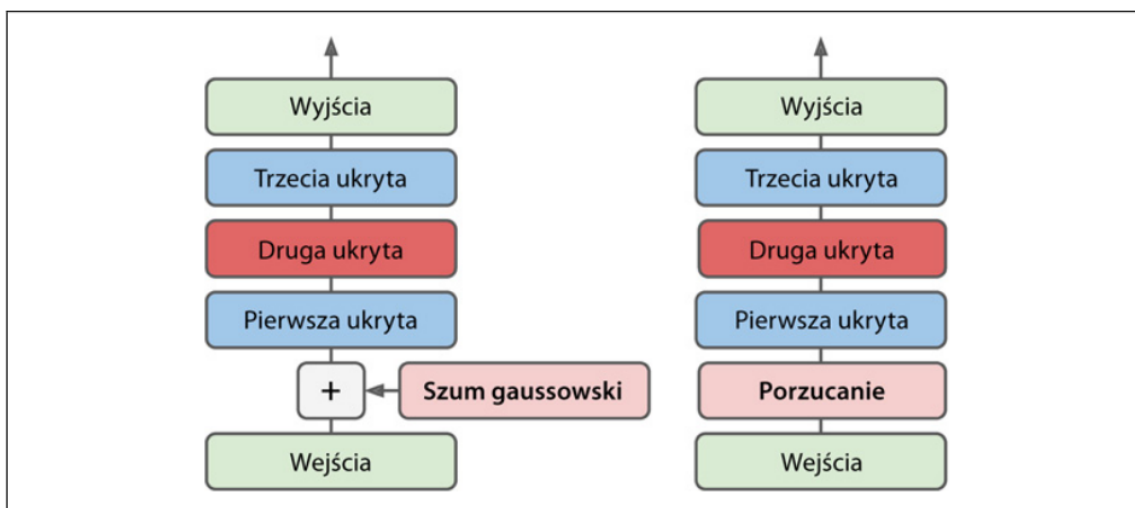 Wyjścia
Trzecia ukryta
Druga ukryta
Pierwsza ukryta
+
Szum gaussowski
Wejścia
Wyjścia
Trzecia ukryta
Druga ukryta
Pierwsza ukryta
Porzucanie
Wejścia